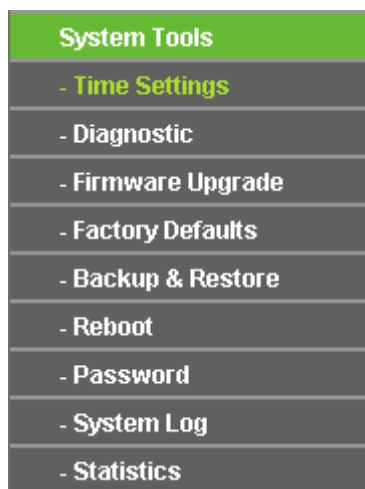 System Tools
- Time Settings
- Diagnostic
- Firmware Upgrade
- Factory Defaults
- Backup & Restore
- Reboot
- Password
- System Log
- Statistics